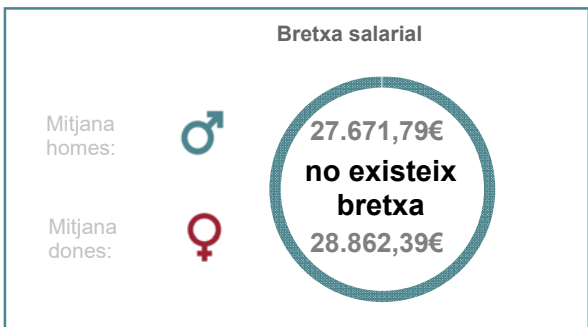 Bretxa salarial
Mitjana
homes:
27.671,79€
no existeix
bretxa
Mitjana
dones:
28.862,39€